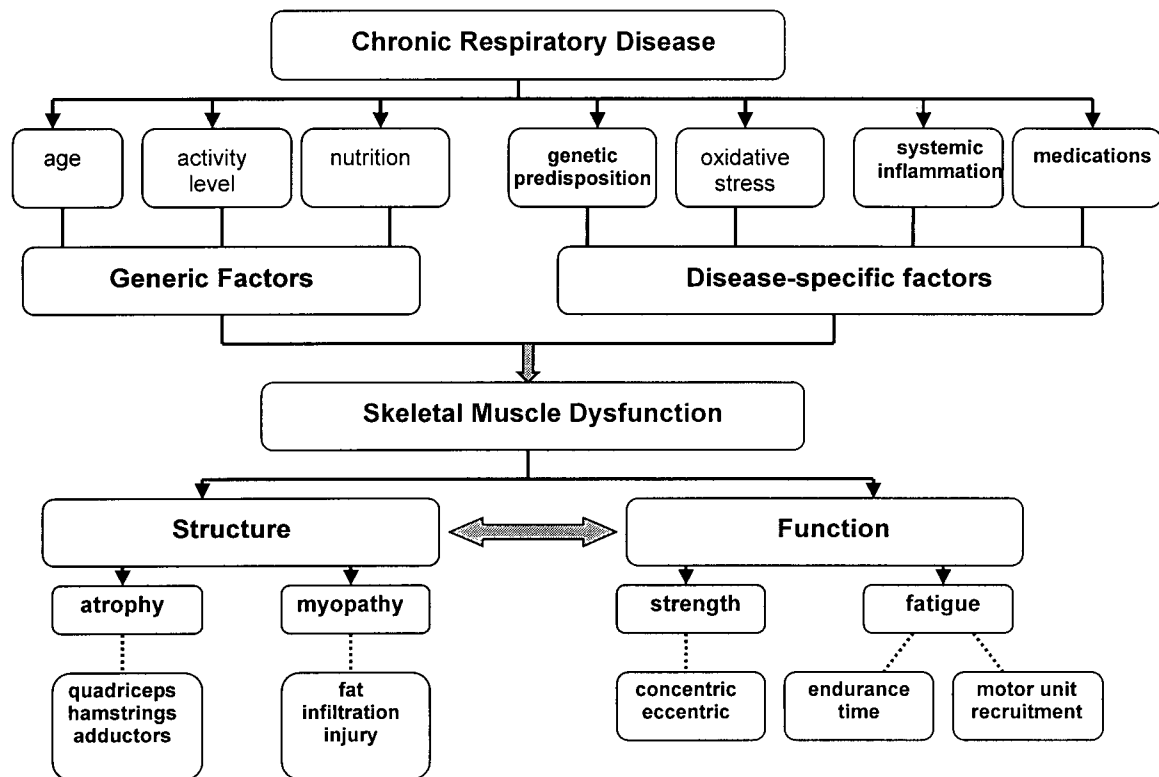 Chronic Respiratory Disease
age
activity
level
nutrition
genetic
predisposition
oxidative
stress
systemic
inflammation
medications
Generic Factors
Disease-specific factors
Skeletal Muscle Dysfunction
Structure
Function
atrophy
myopathy
strength
fatigue
quadriceps
hamstrings
adductors
fat
infiltration
injury
concentric
eccentric
endurance
time
motor unit
recruitment